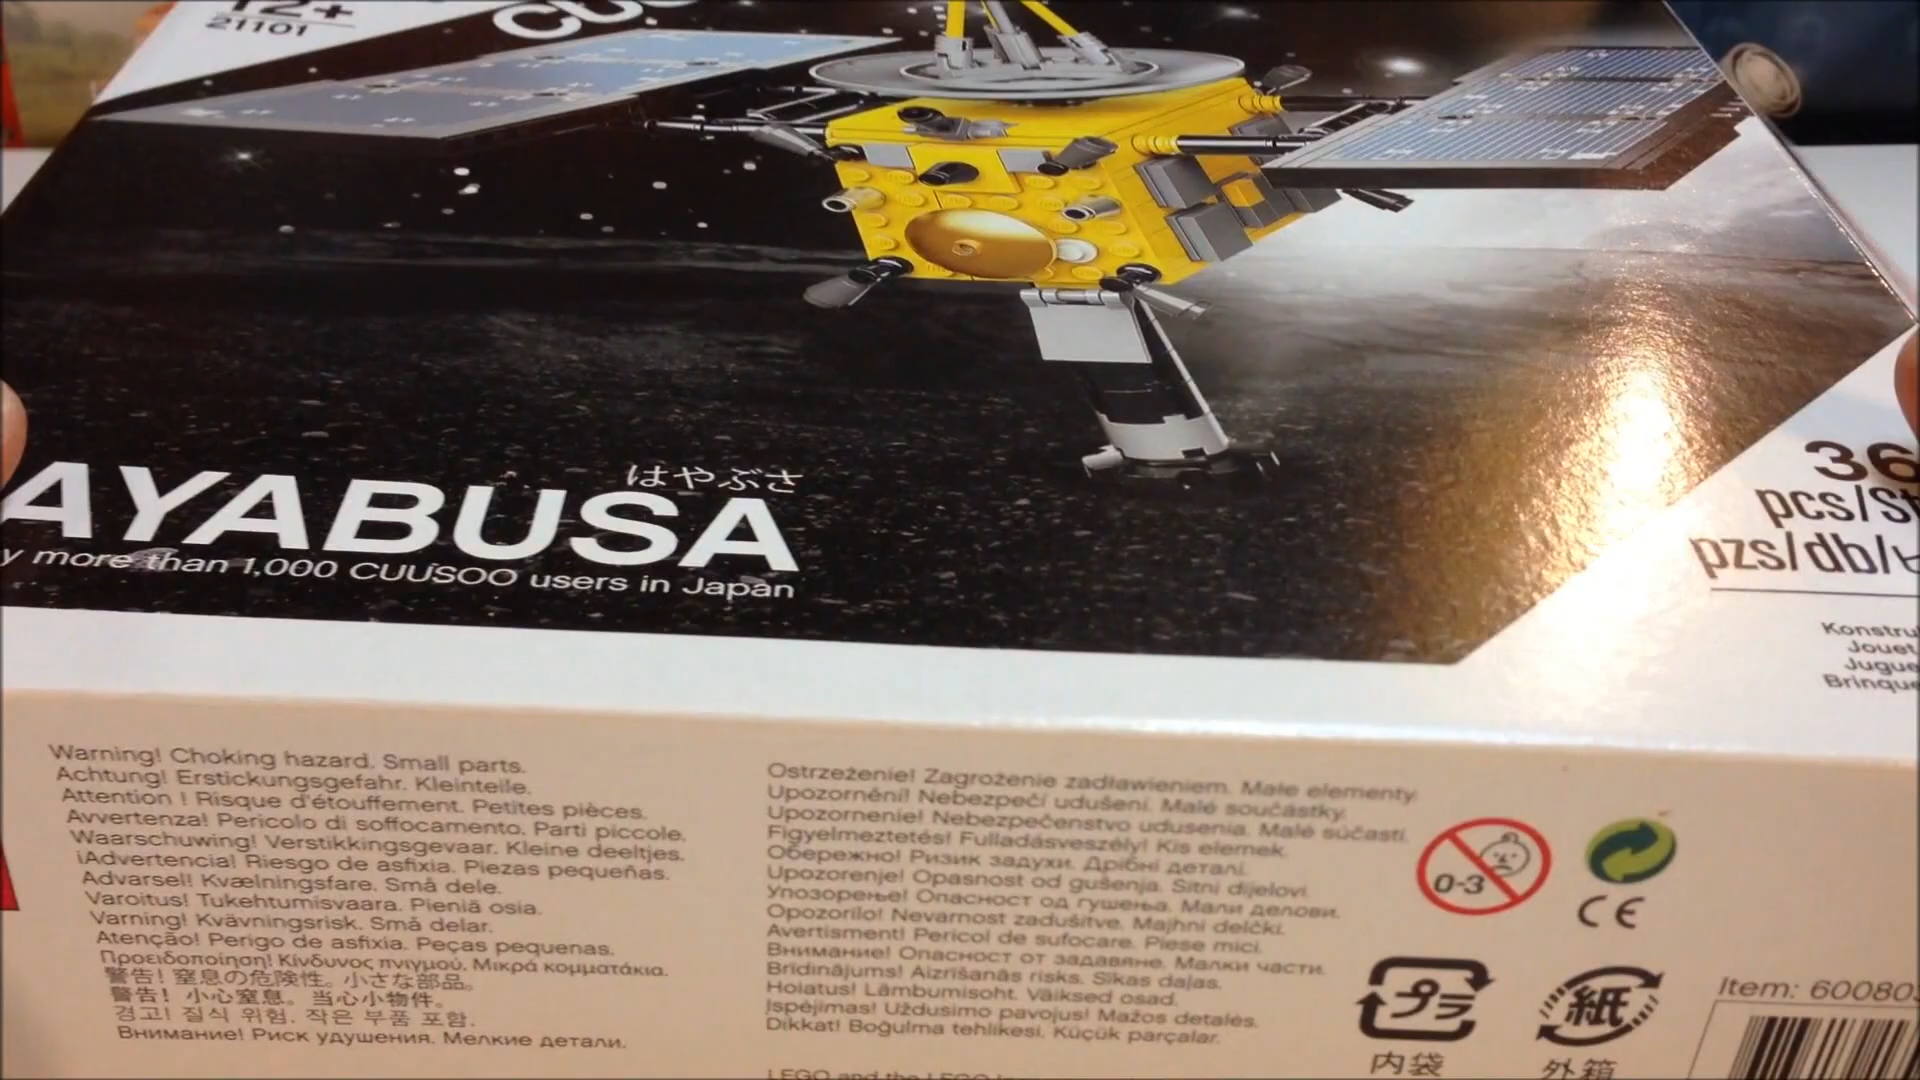 12+
21101
はやぶさ
AYABUSA
y more than 1,000 CUUSOO users in Japan
36
pcs/St
pzs/db/
Konstru
Jouet
Jugue
Brinque
Warning! Choking hazard. Small parts.
Achtung! Erstickungsgefahr. Kleinteile.
Attention ! Risque d'étouffement. Petites pièces.
Avvertenza! Pericolo di soffocamento. Parti piccole.
Waarschuwing! Verstikkingsgevaar. Kleine deeltjes.
¡Advertencia! Riesgo de asfixia. Piezas pequeñas.
Advarsel! Kvælningsfare. Små dele.
Varoitus! Tukehtumisvaara. Pieniä osia.
Varning! Kvävningsrisk. Små delar.
Atenção! Perigo de asfixia. Peças pequenas.
Προειδοποίηση! Κίνδυνος πνιγμού. Μικρά κομματάκια.
警告! 窒息の危険性。小さな部品。
警告! 小心窒息。当心小物件。
경고! 질식 위험. 작은 부품 포함.
Внимание! Риск удушения. Мелкие детали.
Ostrzeżenie! Zagrożenie zadławieniem. Małe elementy.
Upozornění! Nebezpečí udušení. Malé součástky.
Upozornenie! Nebezpečenstvo udusenia. Malé súčasti.
Figyelmeztetés! Fulladásveszély! Kis elemek.
Обережно! Ризик задухи. Дрібні деталі.
Upozorenje! Opasnost od gušenja. Sitni dijelovi.
Упозорење! Опасност од гушења. Мали делови.
Opozorilo! Nevarnost zadušitve. Majhni delčki.
Avertisment! Pericol de sufocare. Piese mici.
Внимание! Опасност от задавяне. Малки части.
Brīdinājums! Aizrīšanās risks. Sīkas daļas.
Hoiatus! Lämbumisoht. Väiksed osad.
Įspėjimas! Uždusimo pavojus! Mažos detalės.
Dikkat! Boğulma tehlikesi. Küçük parçalar.
LEGO and the LEGO
0-3
CE
プラ
内袋
紙
外箱
Item: 60080